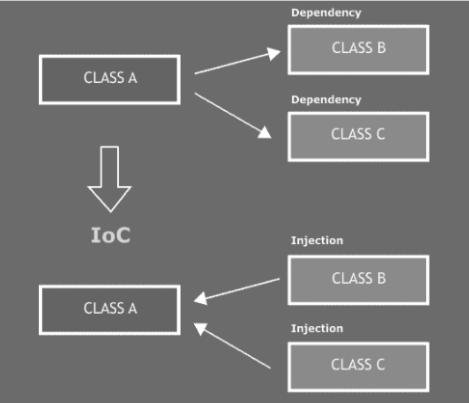 Dependency
CLASS B
CLASS A
Dependency
CLASS C
IoC
Injection
CLASS B
CLASS A
Injection
CLASS C